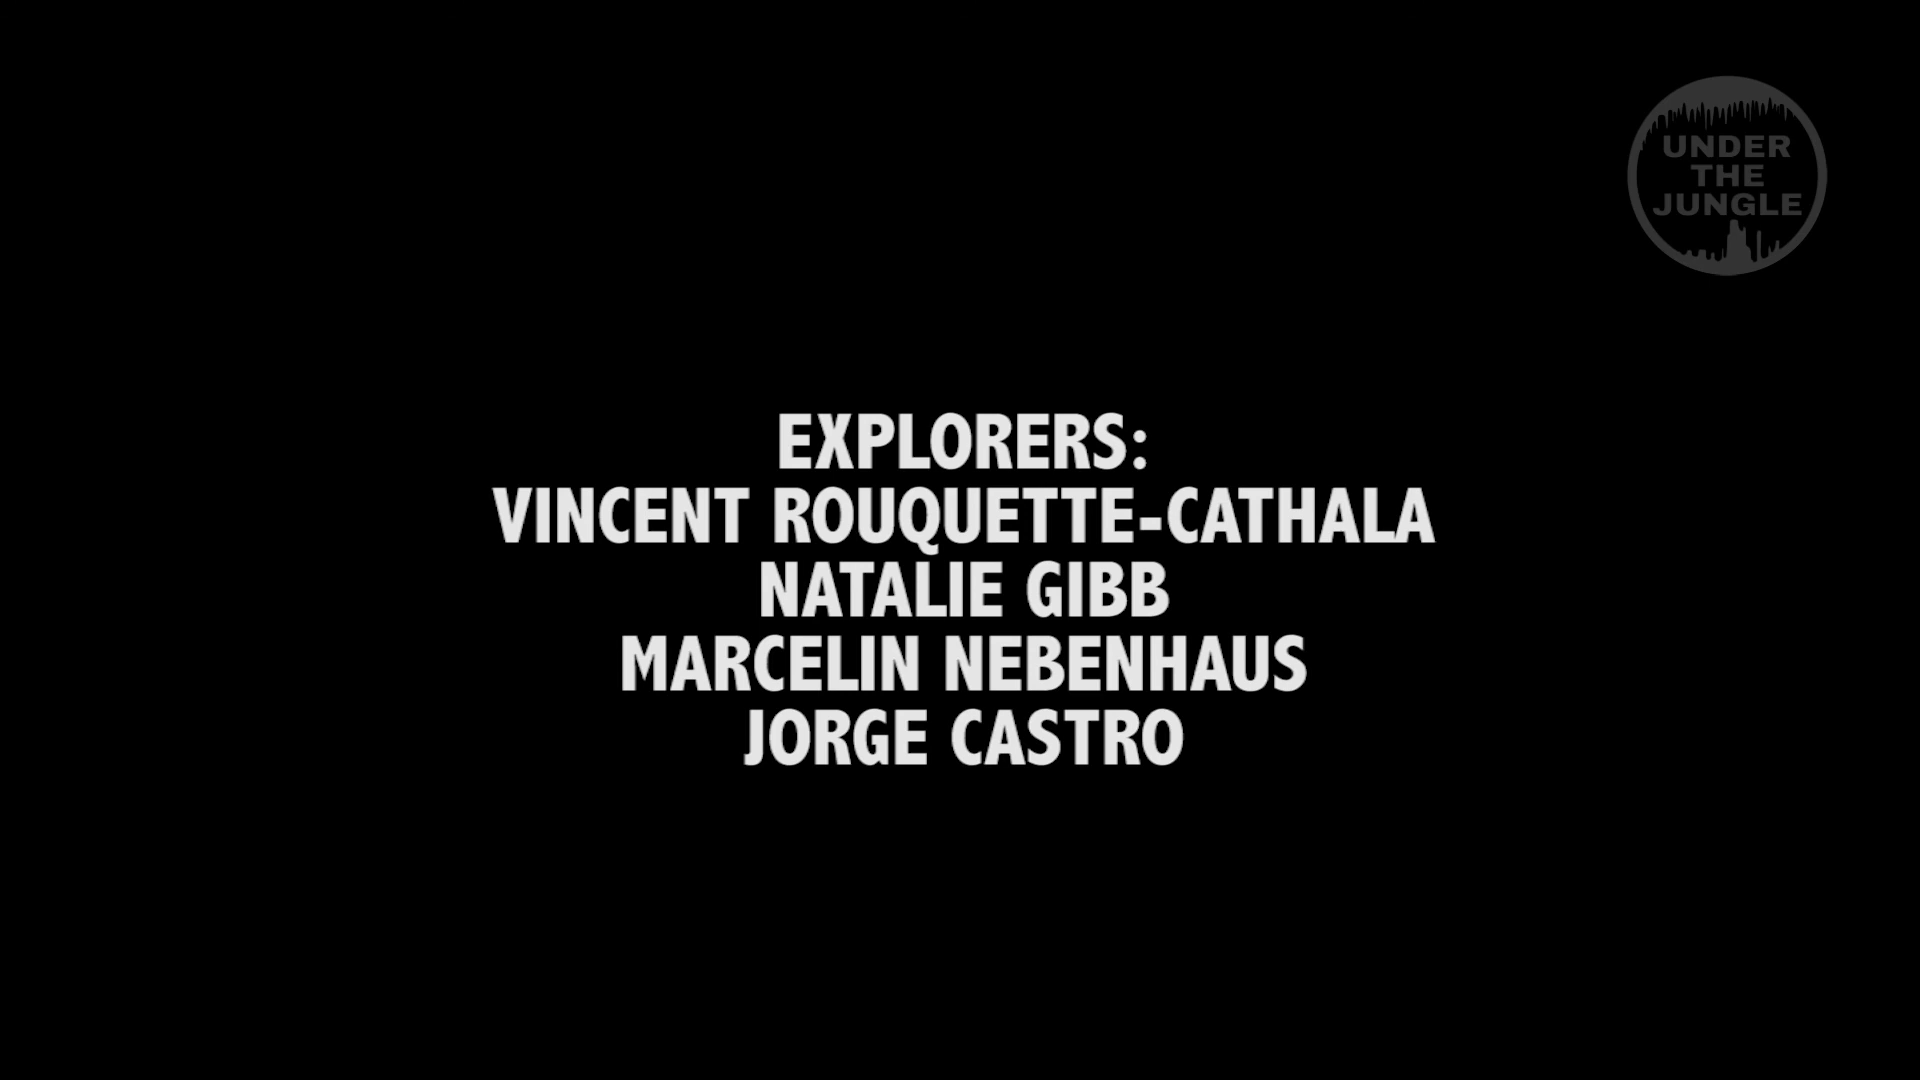 UNDER
THE
JUNGLE
EXPLORERS:
VINCENT ROUQUETTE-CATHALA
NATALIE GIBB
MARCELIN NEBENHAUS
JORGE CASTRO